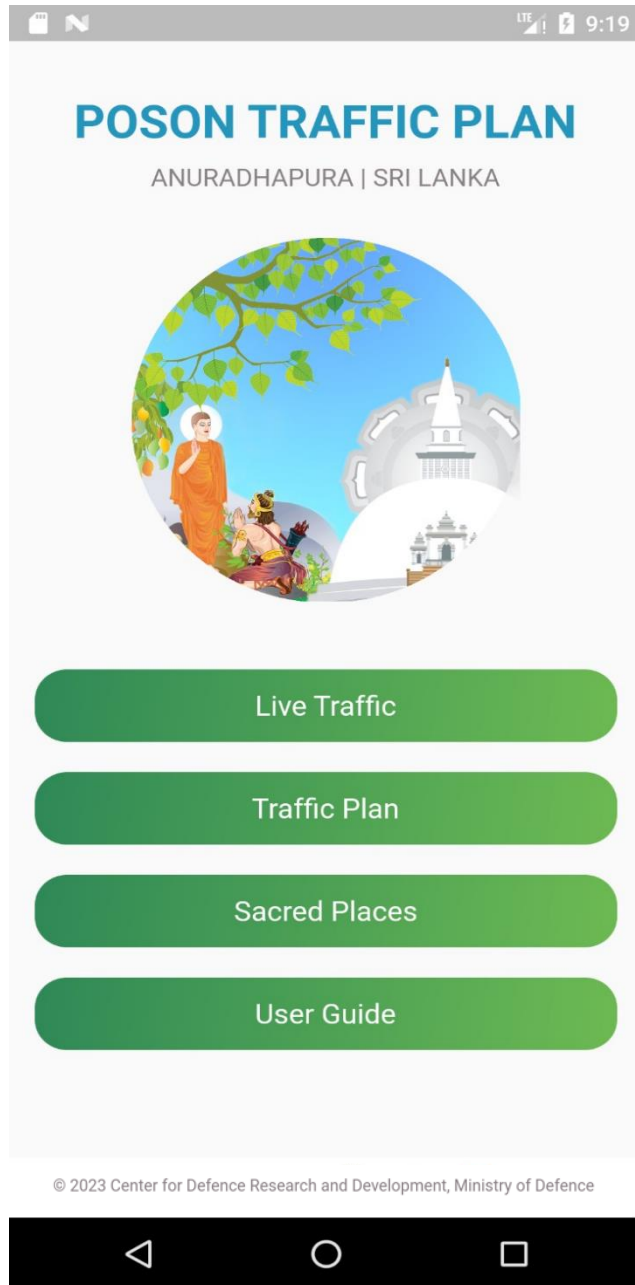 LTE 9:19
POSON TRAFFIC PLAN
ANURADHAPURA | SRI LANKA
Live Traffic
Traffic Plan
Sacred Places
User Guide
© 2023 Center for Defence Research and Development, Ministry of Defence